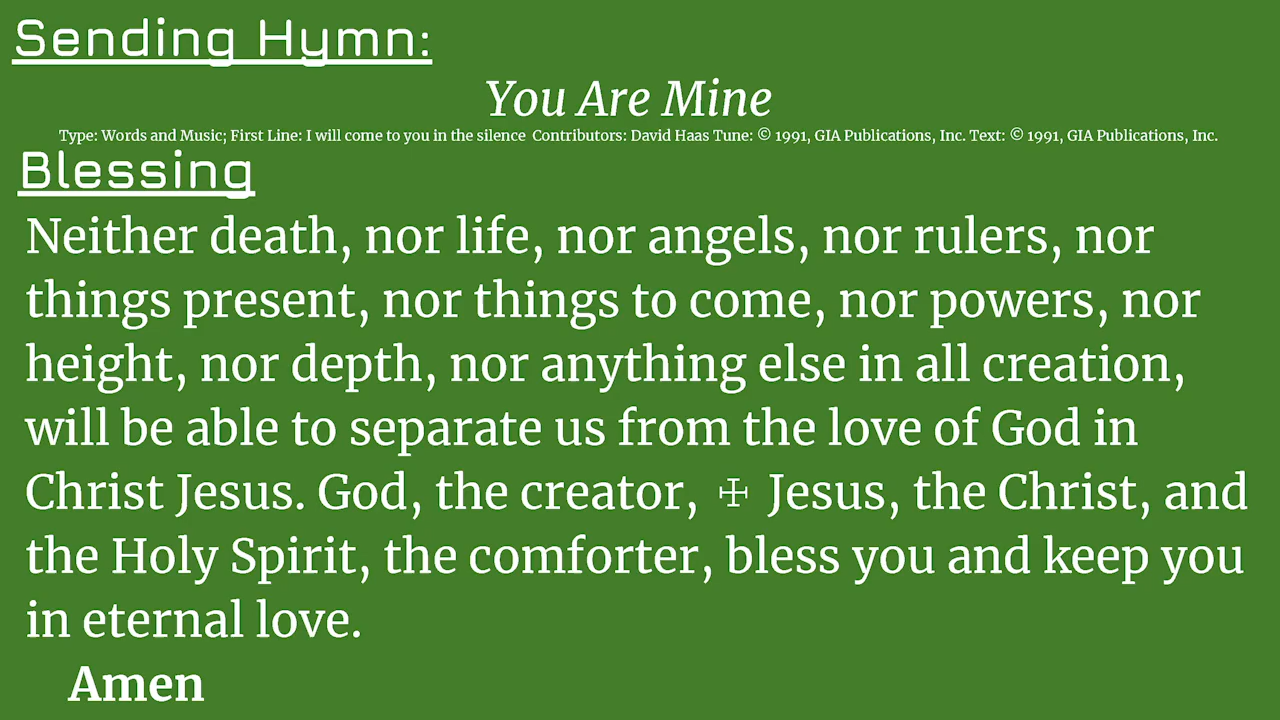 Sending Hymn:
You Are Mine
Type: Words and Music; First Line: I will come to you in the silence Contributors: David Haas Tune: © 1991, GIA Publications, Inc. Text: © 1991, GIA Publications, Inc.
Blessing
Neither death, nor life, nor angels, nor rulers, nor
things present, nor things to come, nor powers, nor
height, nor depth, nor anything else in all creation,
will be able to separate us from the love of God in
Christ Jesus. God, the creator, ☩ Jesus, the Christ, and
the Holy Spirit, the comforter, bless you and keep you
in eternal love.
Amen